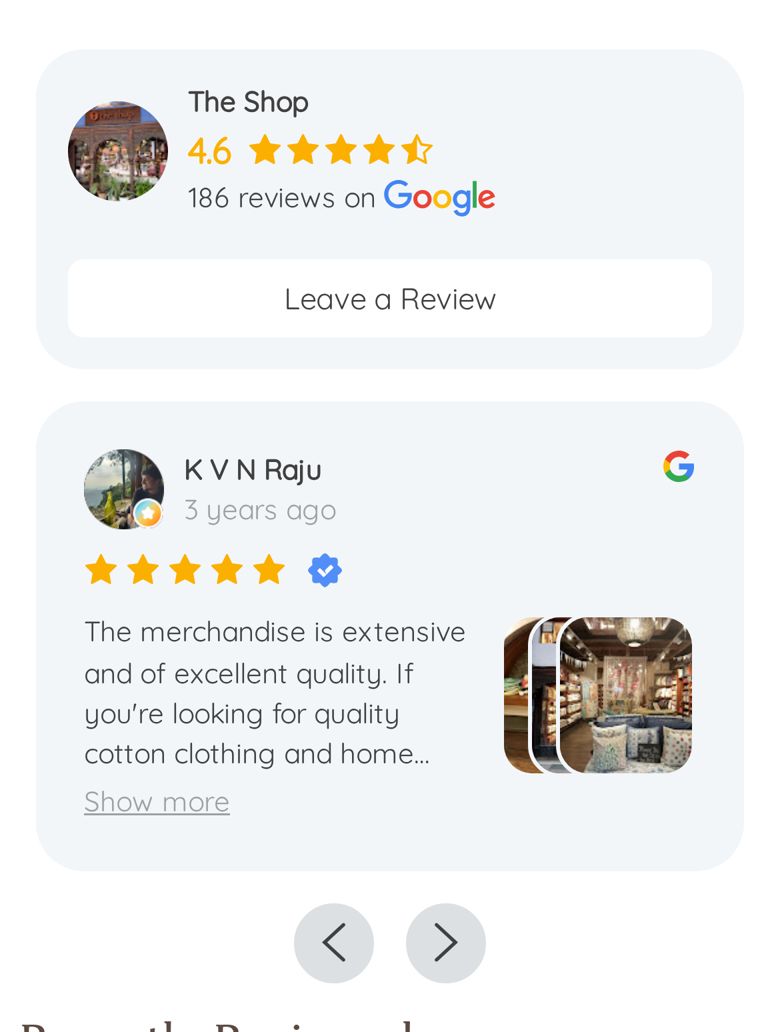 The Shop
4.6
186 reviews on Google
Leave a Review
K V N Raju
3 years ago
The merchandise is extensive
and of excellent quality. If
you're looking for quality
cotton clothing and home...
Show more